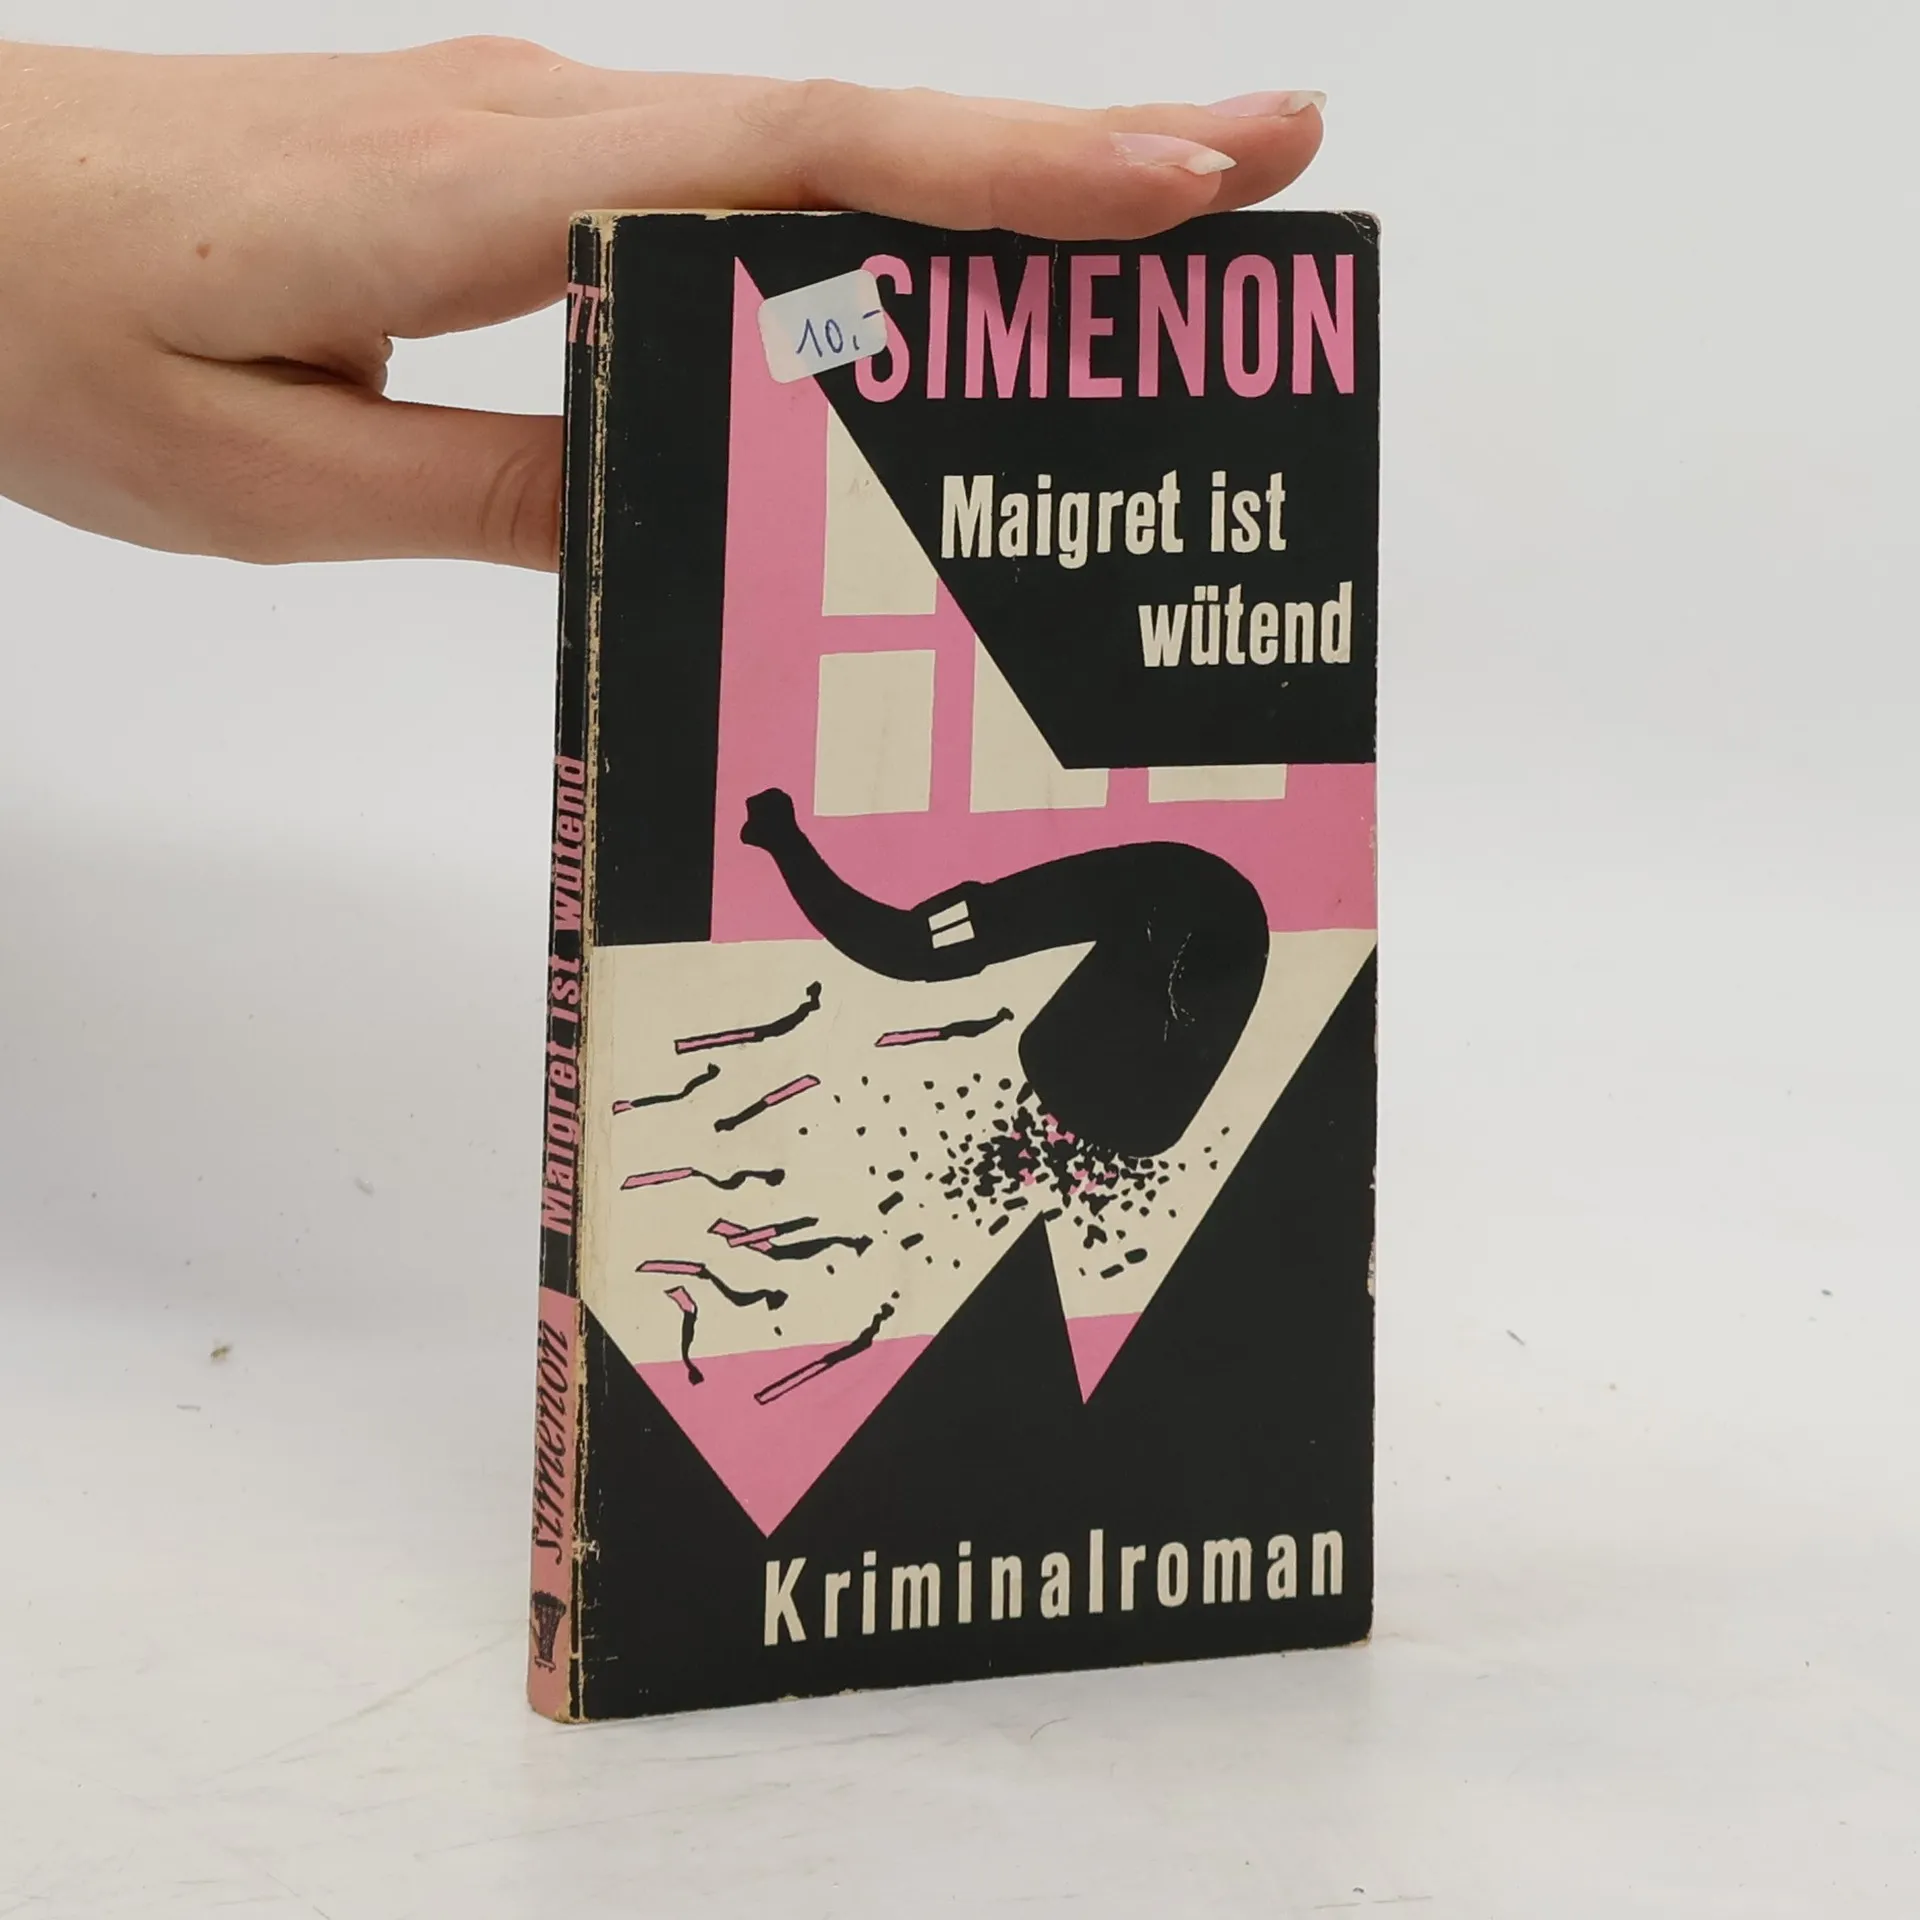 SIMENON
10,-
Maigret ist
wütend
Kriminalroman
77
Maigret ist wütend
simenon